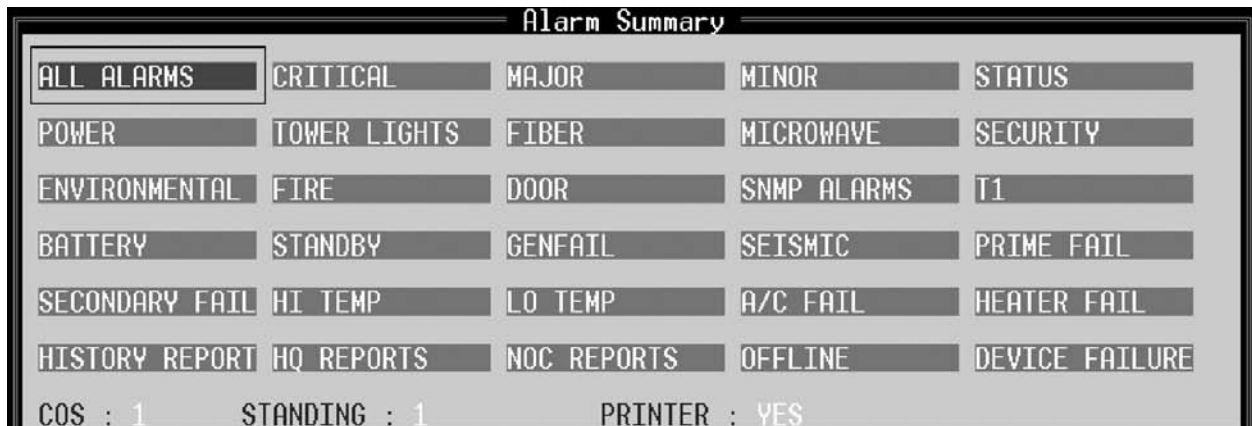 Alarm Summary
ALL ALARMS CRITICAL MAJOR MINOR STATUS
POWER TOWER LIGHTS FIBER MICROWAVE SECURITY
ENVIRONMENTAL FIRE DOOR SNMP ALARMS T1
BATTERY STANDBY GENFAIL SEISMIC PRIME FAIL
SECONDARY FAIL HI TEMP LO TEMP A/C FAIL HEATER FAIL
HISTORY REPORT HQ REPORTS NOC REPORTS OFFLINE DEVICE FAILURE
COS : 1 STANDING : 1 PRINTER : YES